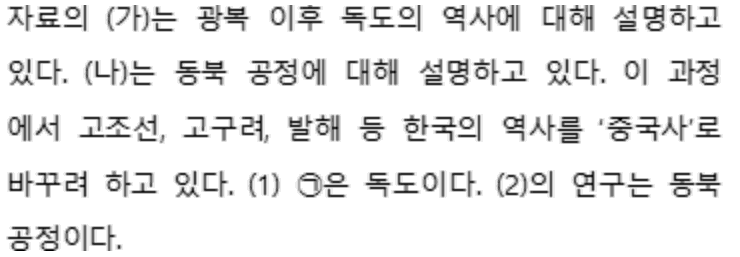 자료의 (가)는 광복 이후 독도의 역사에 대해 설명하고
있다. (나)는 동북 공정에 대해 설명하고 있다. 이 과정
에서 고조선, 고구려, 발해 등 한국의 역사를 '중국사'로
바꾸려 하고 있다. (1) ㉠은 독도이다. (2)의 연구는 동북
공정이다.